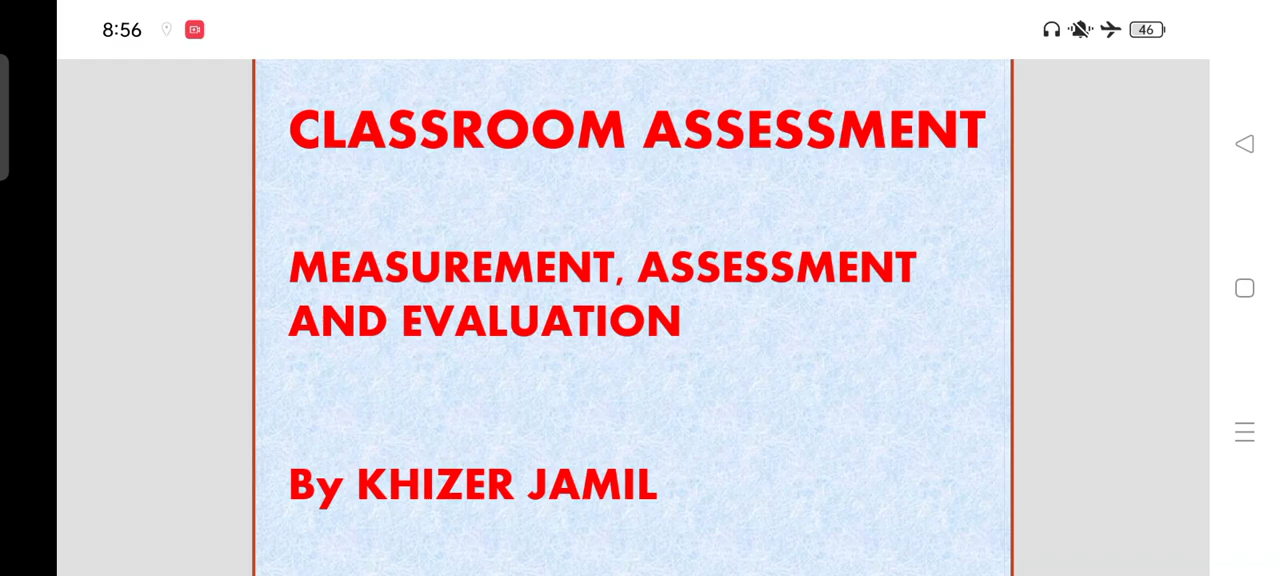 8:56
46
CLASSROOM ASSESSMENT
MEASUREMENT, ASSESSMENT
AND EVALUATION
By KHIZER JAMIL